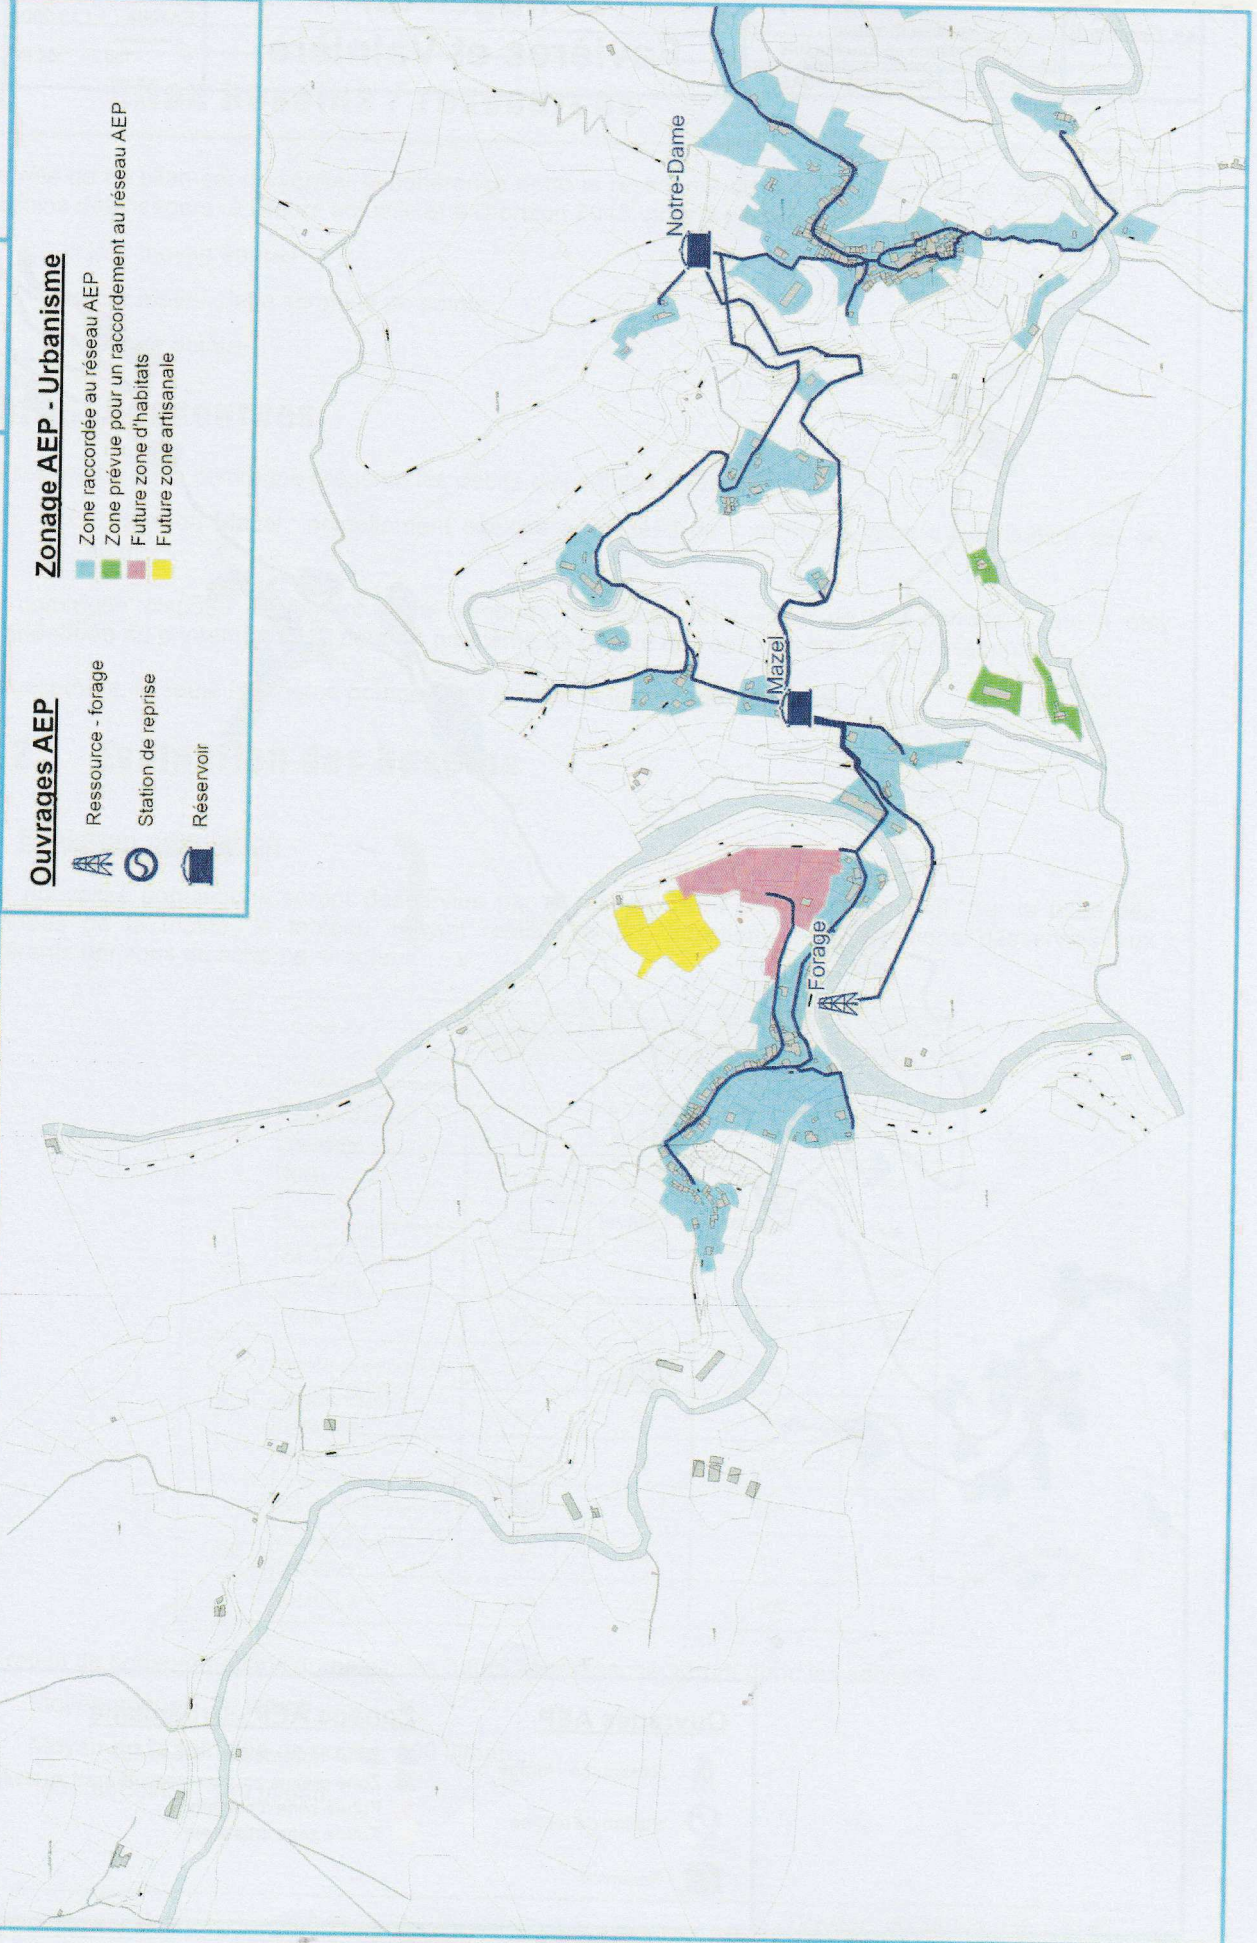 Ouvrages AEP
Ressource - forage
Station de reprise
Réservoir
Zonage AEP - Urbanisme
Zone raccordée au réseau AEP
Zone prévue pour un raccordement au réseau AEP
Future zone d'habitats
Future zone artisanale
Forage
Mazel
Notre-Dame